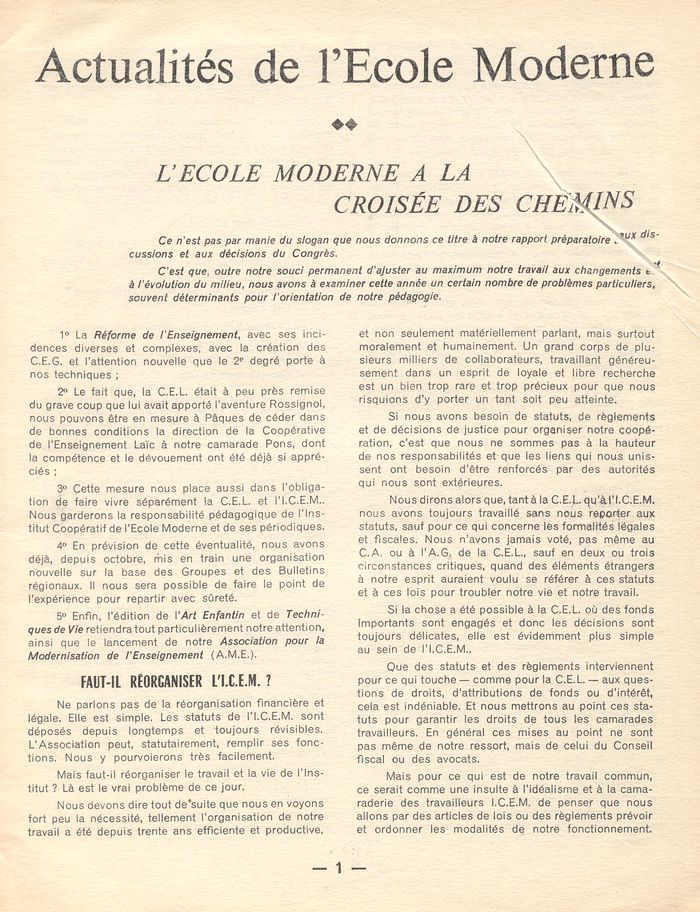 Actualités de l'Ecole Moderne
L'ECOLE MODERNE A LA
CROISÉE DES CHEMINS
Ce n'est pas par manie du slogan que nous donnons ce titre à notre rapport préparatoire aux dis-
cussions et aux décisions du Congrès.
C'est que, outre notre souci permanent d'ajuster au maximum notre travail aux changements et
à l'évolution du milieu, nous avons à examiner cette année un certain nombre de problèmes particuliers,
souvent déterminants pour l'orientation de notre pédagogie.
1º La Réforme de l'Enseignement, avec ses inci-
dences diverses et complexes, avec la création des
C.E.G. et l'attention nouvelle que le 2e degré porte à
nos techniques ;
2º Le fait que, la C.E.L. était à peu près remise
du grave coup que lui avait apporté l'aventure Rossignol,
nous pouvons être en mesure à Pâques de céder dans
de bonnes conditions la direction de la Coopérative
de l'Enseignement Laïc à notre camarade Pons, dont
la compétence et le dévouement ont été déjà si appré-
ciés ;
3º Cette mesure nous place aussi dans l'obliga-
tion de faire vivre séparément la C.E.L. et l'I.C.E.M..
Nous garderons la responsabilité pédagogique de l'Ins-
titut Coopératif de l'Ecole Moderne et de ses périodiques.
4º En prévision de cette éventualité, nous avons
déjà, depuis octobre, mis en train une organisation
nouvelle sur la base des Groupes et des Bulletins
régionaux. Il nous sera possible de faire le point de
l'expérience pour repartir avec sûreté.
5º Enfin, l'édition de l'Art Enfantin et de Techni-
ques de Vie retiendra tout particulièrement notre attention,
ainsi que le lancement de notre Association pour la
Modernisation de l'Enseignement (A.M.E.).
FAUT-IL RÉORGANISER L'I.C.E.M. ?
Ne parlons pas de la réorganisation financière et
légale. Elle est simple. Les statuts de l'I.C.E.M. sont
déposés depuis longtemps et toujours révisibles.
L'Association peut, statutairement, remplir ses fonc-
tions. Nous y pourvoierons très facilement.
Mais faut-il réorganiser le travail et la vie de l'Ins-
titut ? Là est le vrai problème de ce jour.
Nous devons dire tout de suite que nous en voyons
fort peu la nécessité, tellement l'organisation de notre
travail a été depuis trente ans efficiente et productive,
et non seulement matériellement parlant, mais surtout
moralement et humainement. Un grand corps de plu-
sieurs milliers de collaborateurs, travaillant généreu-
sement dans un esprit de loyale et libre recherche
est un bien trop rare et trop précieux pour que nous
risquions d'y porter un tant soit peu atteinte.
Si nous avons besoin de statuts, de règlements
et de décisions de justice pour organiser notre coopé-
ration, c'est que nous ne sommes pas à la hauteur
de nos responsabilités et que les liens qui nous unis-
sent ont besoin d'être renforcés par des autorités
qui nous sont extérieures.
Nous dirons alors que, tant à la C.E.L. qu'à l'I.C.E.M.
nous avons toujours travaillé sans nous reporter aux
statuts, sauf pour ce qui concerne les formalités légales
et fiscales. Nous n'avons jamais voté, pas même au
C.A. ou à l'A.G. de la C.E.L., sauf en deux ou trois
circonstances critiques, quand des éléments étrangers
à notre esprit auraient voulu se référer à ces statuts
et à ces lois pour troubler notre vie et notre travail.
Si la chose a été possible à la C.E.L. où des fonds
importants sont engagés et donc les décisions sont
toujours délicates, elle est évidemment plus simple
au sein de l'I.C.E.M..
Que des statuts et des règlements interviennent
pour ce qui touche — comme pour la C.E.L. — aux ques-
tions de droits, d'attributions de fonds ou d'intérêt,
cela est indéniable. Et nous mettrons au point ces sta-
tuts pour garantir les droits de tous les camarades
travailleurs. En général ces mises au point ne sont
pas même de notre ressort, mais de celui du Conseil
fiscal ou des avocats.
Mais pour ce qui est de notre travail commun,
ce serait comme une insulte à l'idéalisme et à la cama-
raderie des travailleurs I.C.E.M. de penser que nous
allons par des articles de lois ou des règlements prévoir
et ordonner les modalités de notre fonctionnement.
— 1 —